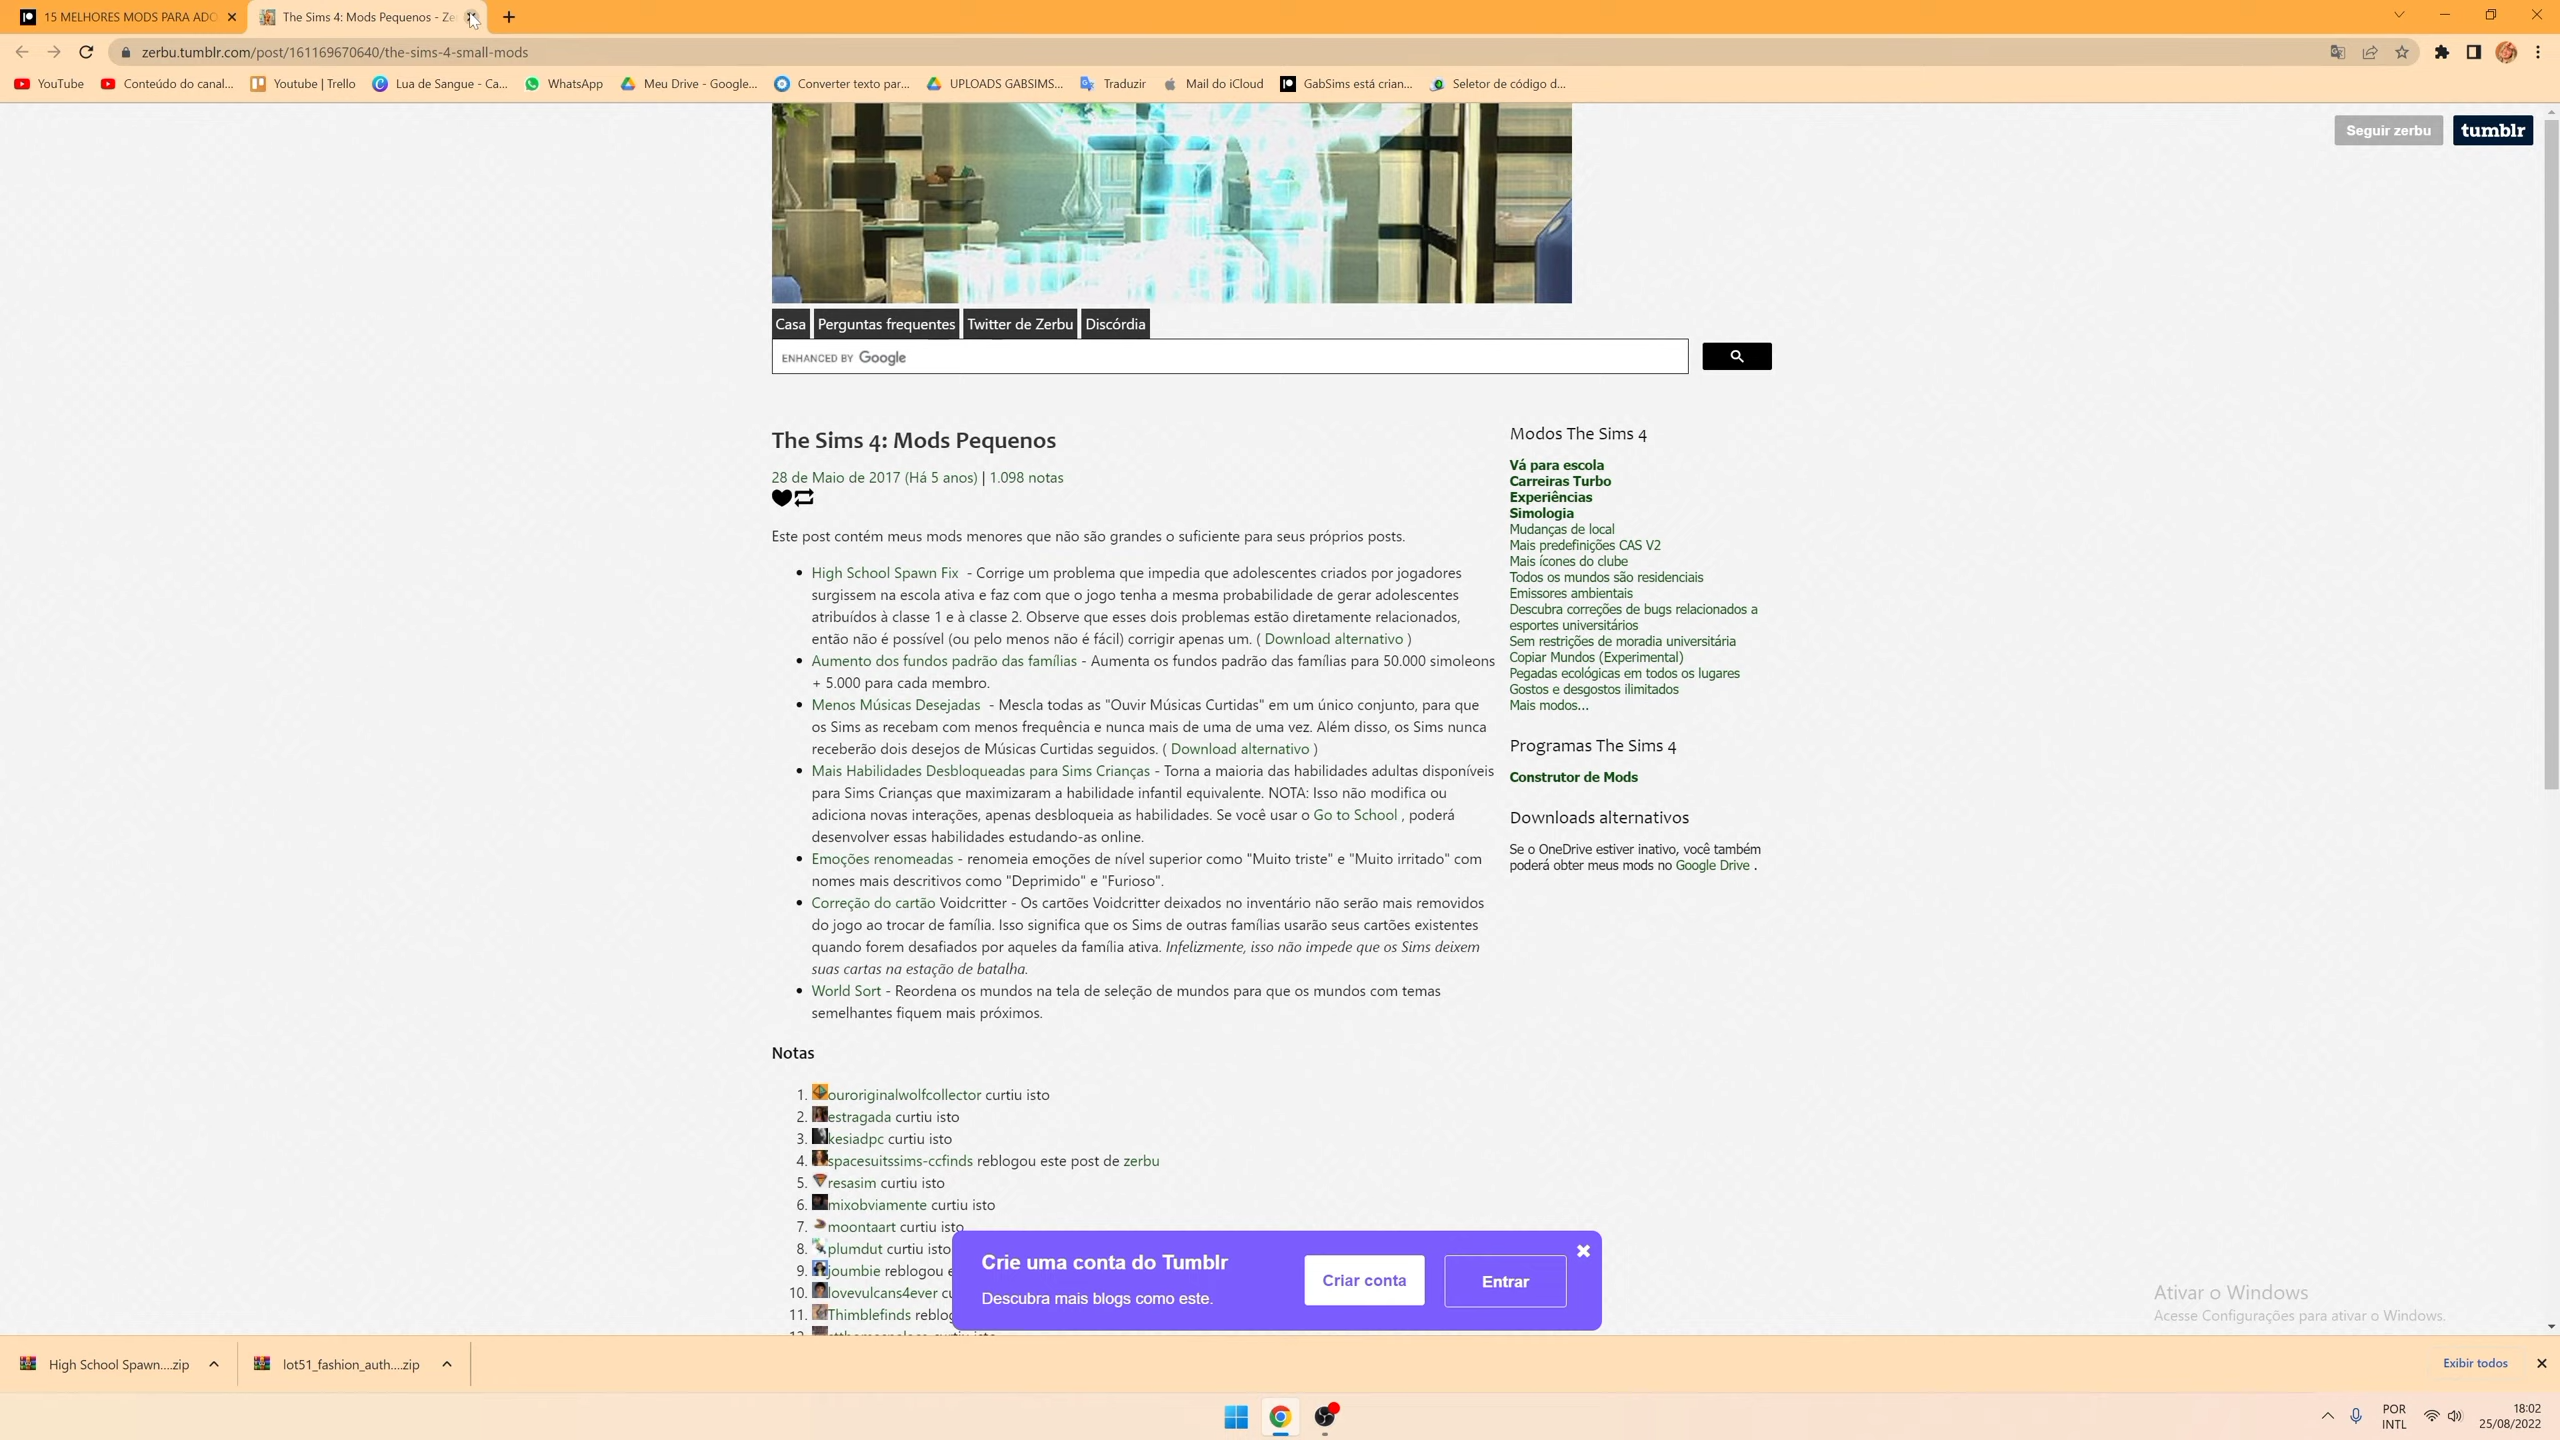 15 MELHORES MODS PARA ADO
The Sims 4: Mods Pequenos - Ze
zerbu.tumblr.com/post/161169670640/the-sims-4-small-mods
YouTube
Conteúdo do canal...
Youtube | Trello
Lua de Sangue - Ca...
WhatsApp
Meu Drive - Google...
Converter texto par...
UPLOADS GABSIMS...
Traduzir
Mail do iCloud
GabSims está crian...
Seletor de código d...
Seguir zerbu
tumblr
Casa
Perguntas frequentes
Twitter de Zerbu
Discórdia
ENHANCED BY Google
The Sims 4: Mods Pequenos
28 de Maio de 2017 (Há 5 anos) | 1.098 notas
Este post contém meus mods menores que não são grandes o suficiente para seus próprios posts.
• High School Spawn Fix - Corrige um problema que impedia que adolescentes criados por jogadores
surgissem na escola ativa e faz com que o jogo tenha a mesma probabilidade de gerar adolescentes
atribuídos à classe 1 e à classe 2. Observe que esses dois problemas estão diretamente relacionados,
então não é possível (ou pelo menos não é fácil) corrigir apenas um. ( Download alternativo )
• Aumento dos fundos padrão das famílias - Aumenta os fundos padrão das famílias para 50.000 simoleons
+ 5.000 para cada membro.
• Menos Músicas Desejadas - Mescla todas as "Ouvir Músicas Curtidas" em um único conjunto, para que
os Sims as recebam com menos frequência e nunca mais de uma de uma vez. Além disso, os Sims nunca
receberão dois desejos de Músicas Curtidas seguidos. ( Download alternativo )
• Mais Habilidades Desbloqueadas para Sims Crianças - Torna a maioria das habilidades adultas disponíveis
para Sims Crianças que maximizaram a habilidade infantil equivalente. NOTA: Isso não modifica ou
adiciona novas interações, apenas desbloqueia as habilidades. Se você usar o Go to School , poderá
desenvolver essas habilidades estudando-as online.
• Emoções renomeadas - renomeia emoções de nível superior como "Muito triste" e "Muito irritado" com
nomes mais descritivos como "Deprimido" e "Furioso".
• Correção do cartão Voidcritter - Os cartões Voidcritter deixados no inventário não serão mais removidos
do jogo ao trocar de família. Isso significa que os Sims de outras famílias usarão seus cartões existentes
quando forem desafiados por aqueles da família ativa. Infelizmente, isso não impede que os Sims deixem
suas cartas na estação de batalha.
• World Sort - Reordena os mundos na tela de seleção de mundos para que os mundos com temas
semelhantes fiquem mais próximos.
Modos The Sims 4
Vá para escola
Carreiras Turbo
Experiências
Simologia
Mudanças de local
Mais predefinições CAS V2
Mais ícones do clube
Todos os mundos são residenciais
Emissores ambientais
Descubra correções de bugs relacionados a
esportes universitários
Sem restrições de moradia universitária
Copiar Mundos (Experimental)
Pegadas ecológicas em todos os lugares
Gostos e desgostos ilimitados
Mais modos...
Programas The Sims 4
Construtor de Mods
Downloads alternativos
Se o OneDrive estiver inativo, você também
poderá obter meus mods no Google Drive .
Notas
1. ouroriginalwolfcollector curtiu isto
2. estragada curtiu isto
3. kesiadpc curtiu isto
4. spacesuitssims-ccfinds reblogou este post de zerbu
5. resasim curtiu isto
6. mixobviamente curtiu isto
7. moontaart curtiu isto
8. plumdut curtiu isto
9. joumbie reblogou e
10. lovevulcans4ever cu
11. Thimblefinds reblog
Crie uma conta do Tumblr
Descubra mais blogs como este.
Criar conta
Entrar
Ativar o Windows
Acesse Configurações para ativar o Windows.
High School Spawn....zip
lot51_fashion_auth....zip
Exibir todos
POR
INTL
18:02
25/08/2022